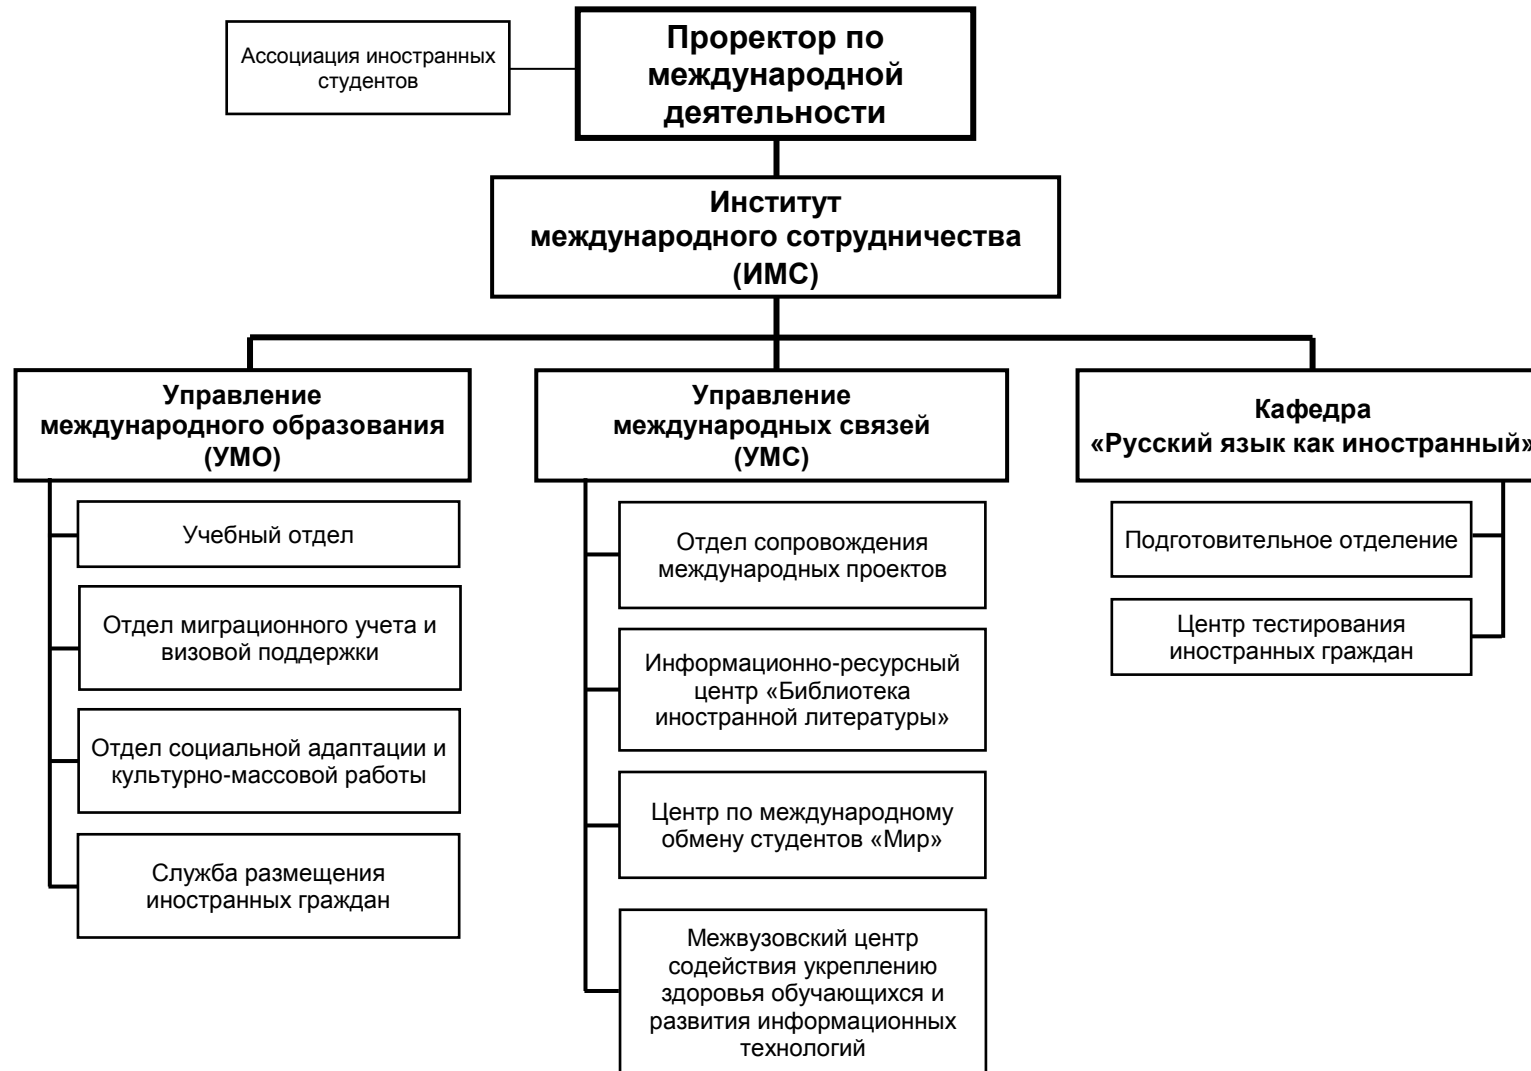 Ассоциация иностранных
студентов
Проректор по
международной
деятельности
Институт
международного сотрудничества
(ИМС)
Управление
международного образования
(УМО)
Учебный отдел
Отдел миграционного учета и
визовой поддержки
Отдел социальной адаптации и
культурно-массовой работы
Служба размещения
иностранных граждан
Управление
международных связей
(УМС)
Отдел сопровождения
международных проектов
Информационно-ресурсный
центр «Библиотека
иностранной литературы»
Центр по международному
обмену студентов «Мир»
Межвузовский центр
содействия укреплению
здоровья обучающихся и
развития информационных
технологий
Кафедра
«Русский язык как иностранный»
Подготовительное отделение
Центр тестирования
иностранных граждан